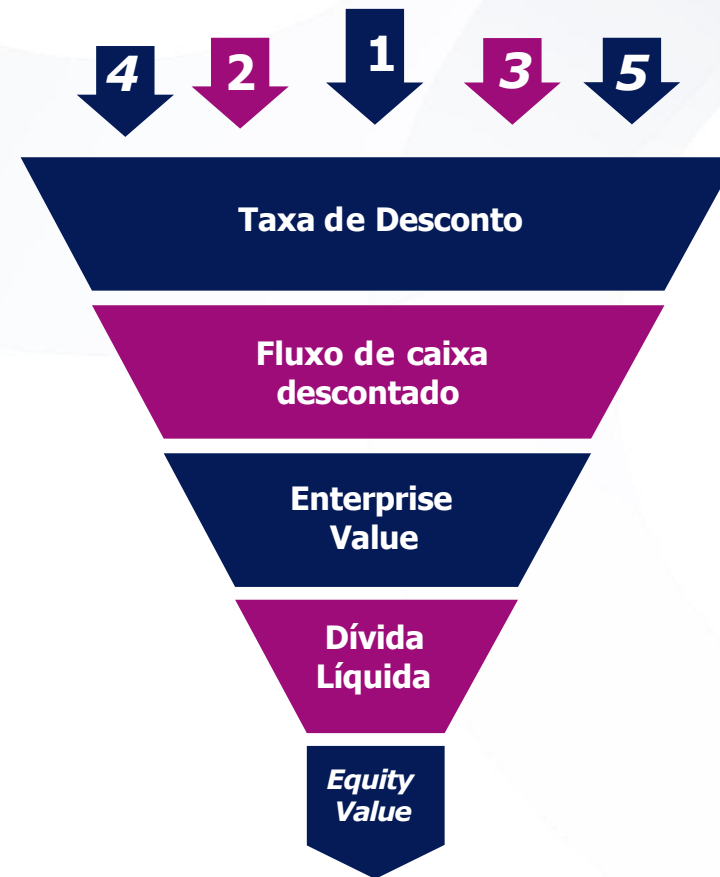 4 2 1 3 5
Taxa de Desconto
Fluxo de caixa
descontado
Enterprise
Value
Dívida
Líquida
Equity
Value